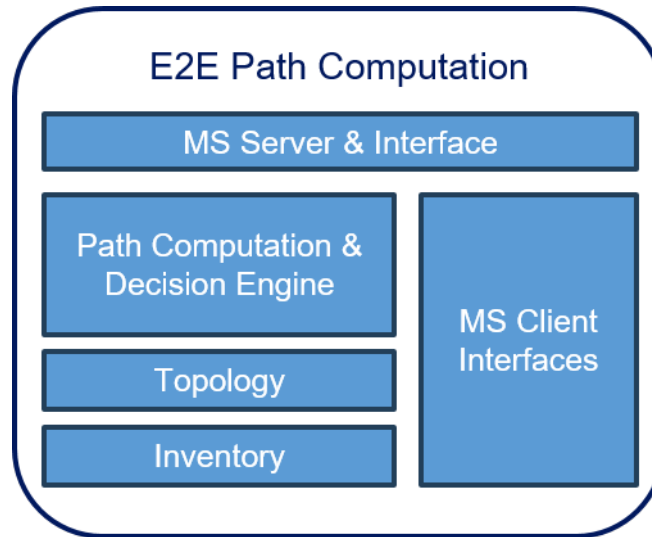 E2E Path Computation
MS Server & Interface
Path Computation &
Decision Engine
MS Client
Interfaces
Topology
Inventory